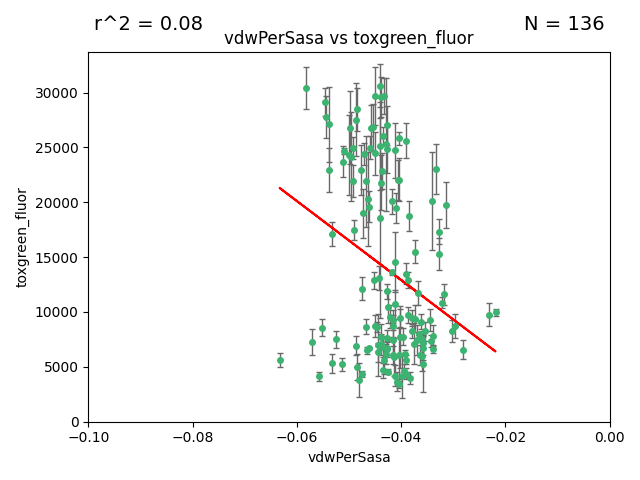 r^2 = 0.08
N = 136
vdwPerSasa vs toxgreen_fluor
30000
25000
20000
15000
10000
5000
0
toxgreen_fluor
−0.10
−0.08
−0.06
−0.04
−0.02
0.00
vdwPerSasa